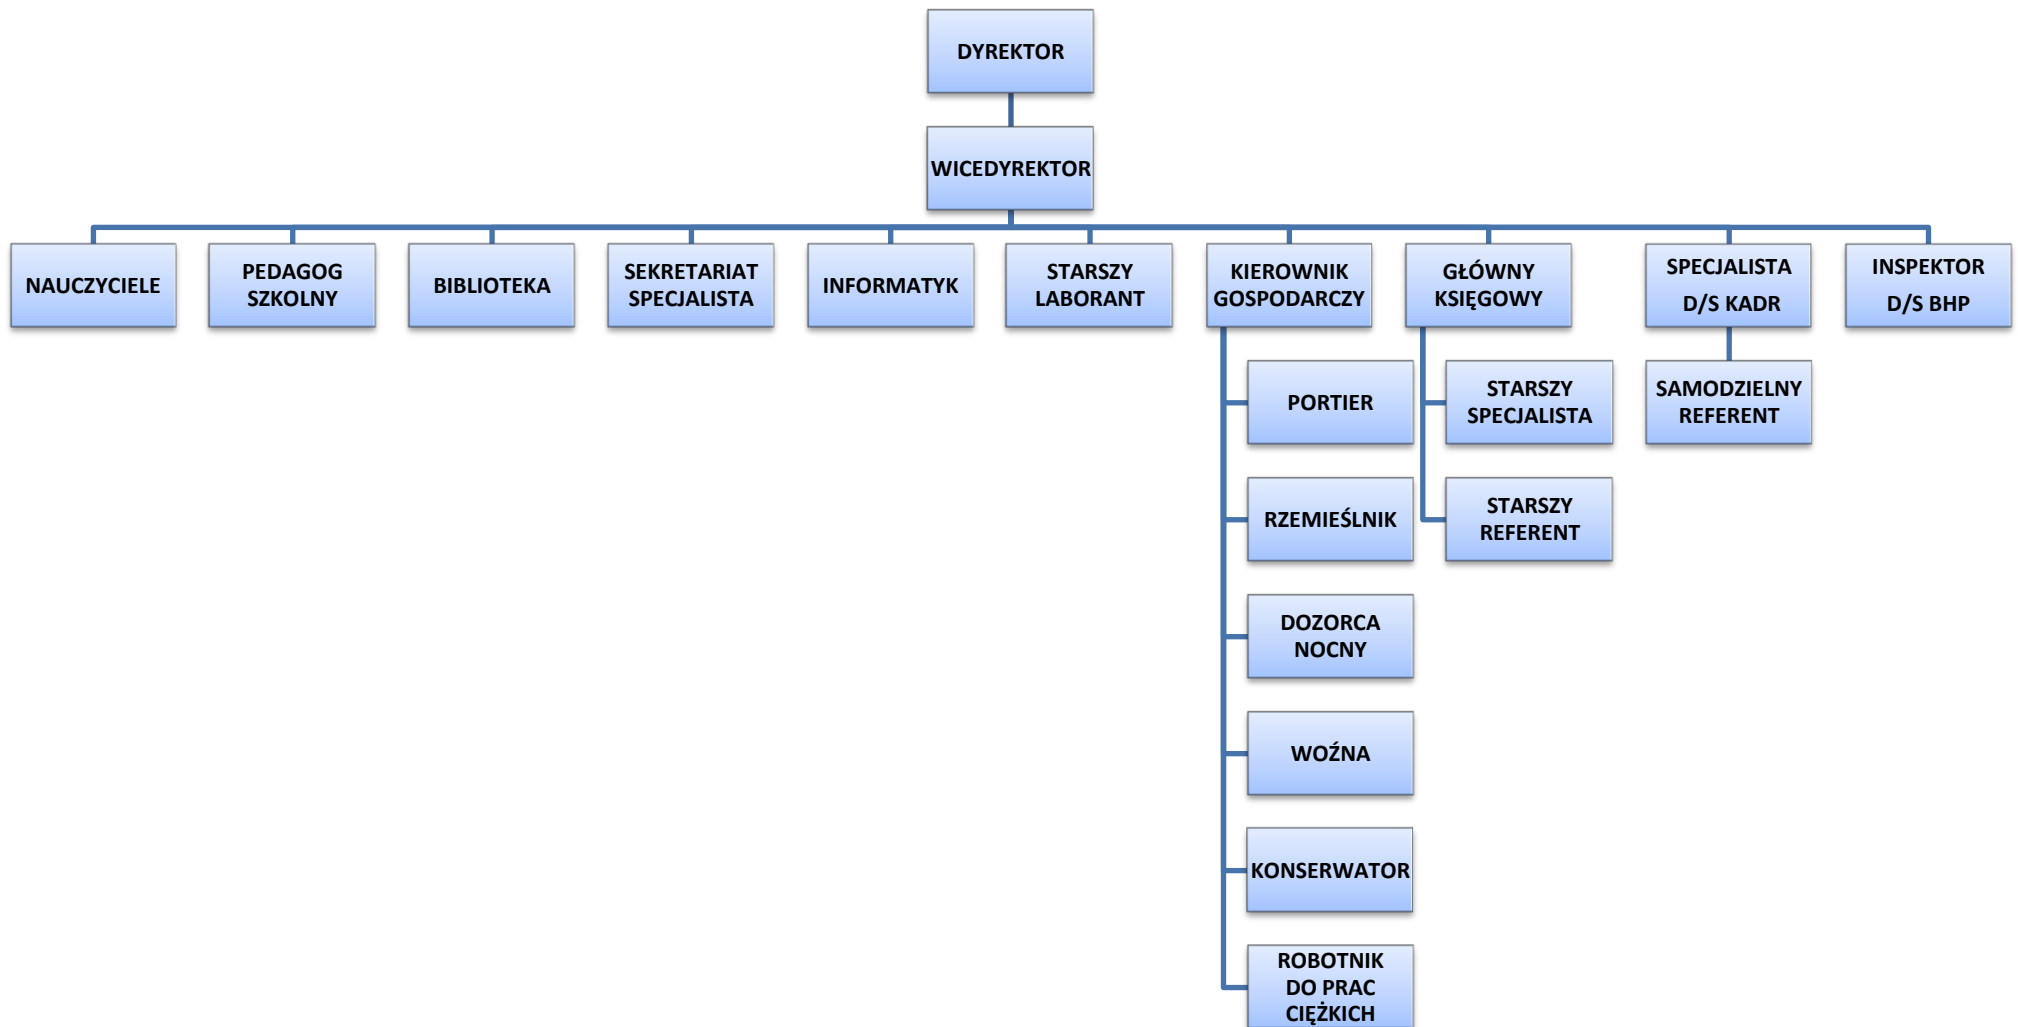 DYREKTOR
WICEDYREKTOR
NAUCZYCIELE
PEDAGOG
SZKOLNY
BIBLIOTEKA
SEKRETARIAT
SPECJALISTA
INFORMATYK
STARSZY
LABORANT
KIEROWNIK
GOSPODARCZY
GŁÓWNY
KSIĘGOWY
SPECJALISTA
D/S KADR
INSPEKTOR
D/S BHP
PORTIER
RZEMIEŚLNIK
DOZORCA
NOCNY
WOŹNA
KONSERWATOR
ROBOTNIK
DO PRAC
CIĘŻKICH
STARSZY
SPECJALISTA
STARSZY
REFERENT
SAMODZIELNY
REFERENT